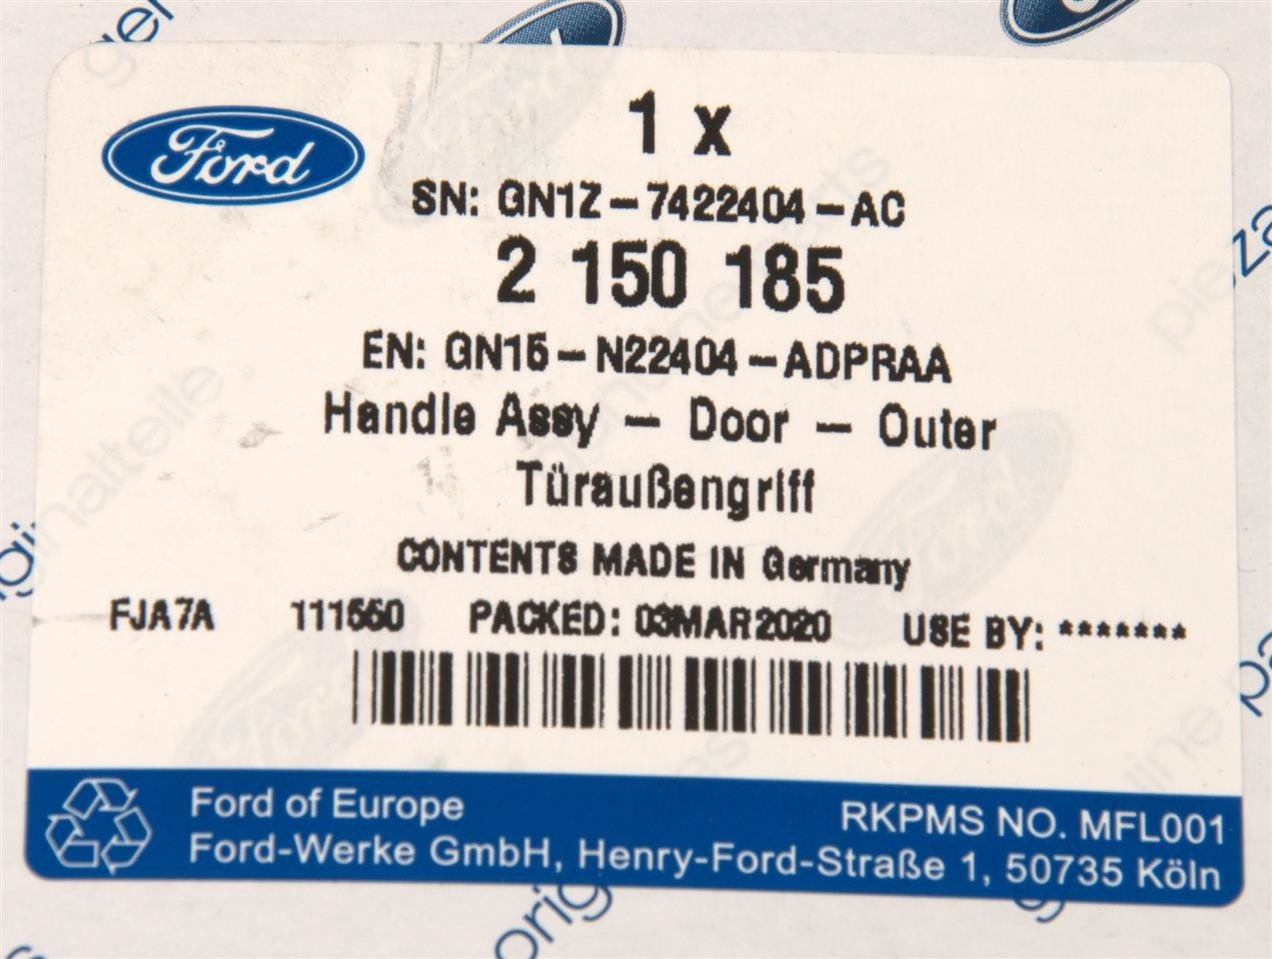 Ford
1 x
SN: GN1Z-7422404-AC
2 150 185
EN: GN15-N22404-ADPRAA
Handle Assy - Door - Outer
Türaußengriff
CONTENTS MADE IN Germany
FJA7A 111550 PACKED: 03MAR2020 USE BY: *******
Ford of Europe
RKPMS NO. MFL001
Ford-Werke GmbH, Henry-Ford-Straße 1, 50735 Köln